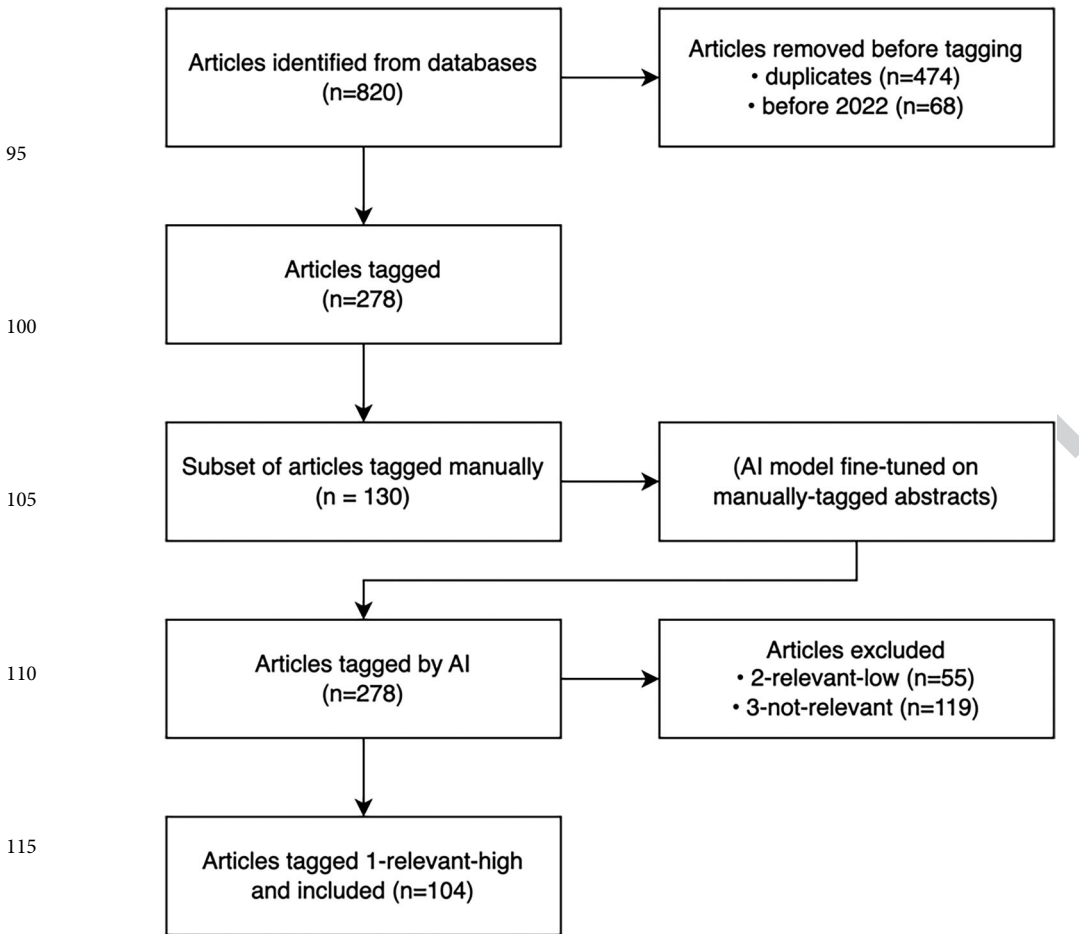 Articles identified from databases
(n=820)
Articles removed before tagging
• duplicates (n=474)
• before 2022 (n=68)
95
Articles tagged
(n=278)
100
Subset of articles tagged manually
(n = 130)
(AI model fine-tuned on
manually-tagged abstracts)
105
Articles tagged by AI
(n=278)
Articles excluded
• 2-relevant-low (n=55)
• 3-not-relevant (n=119)
110
115
Articles tagged 1-relevant-high
and included (n=104)